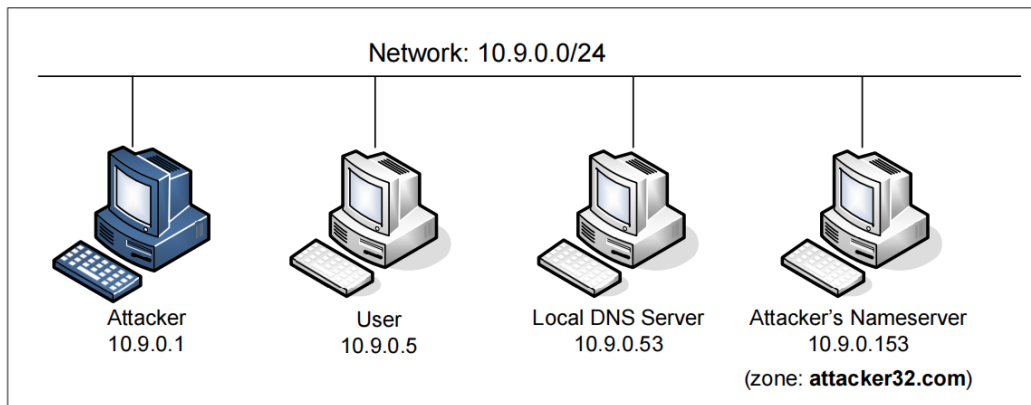 Network: 10.9.0.0/24
Attacker
10.9.0.1
User
10.9.0.5
Local DNS Server
10.9.0.53
Attacker's Nameserver
10.9.0.153
(zone: attacker32.com)